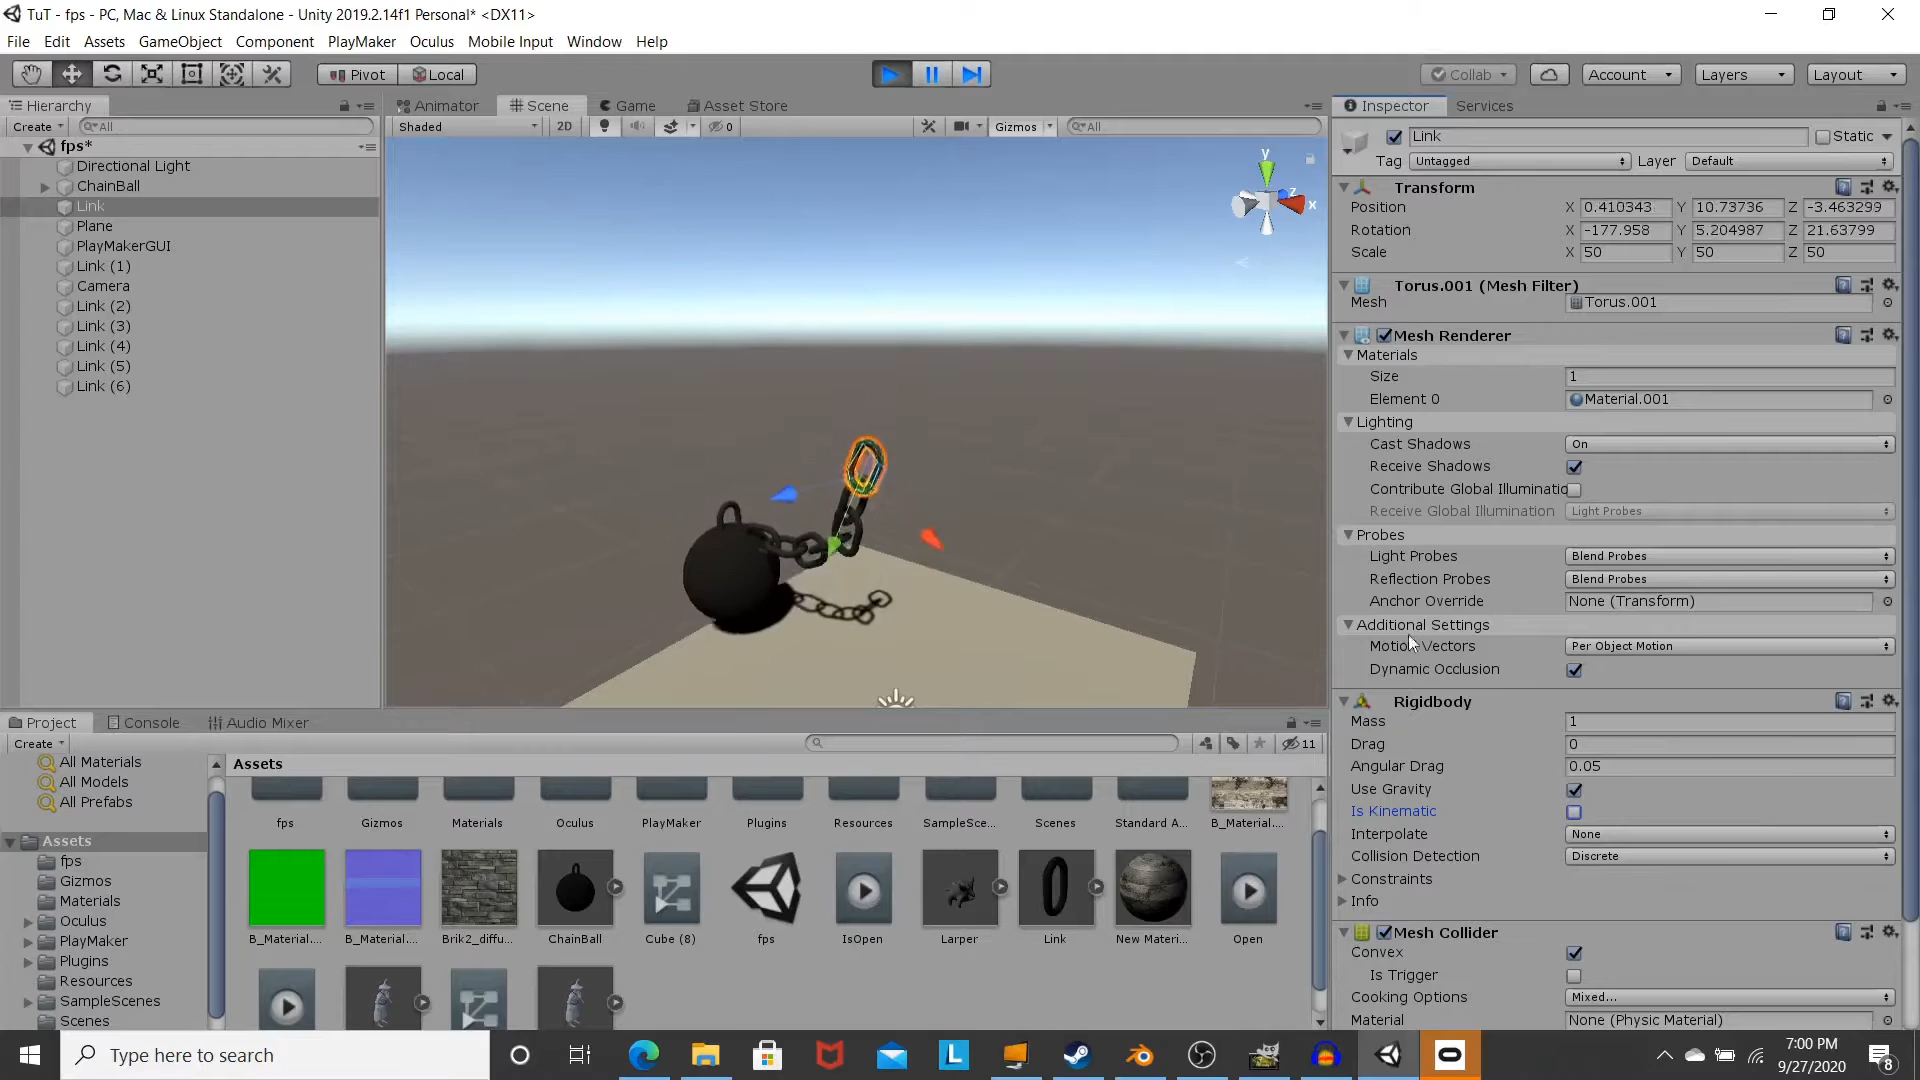 TuT - fps - PC, Mac & Linux Standalone - Unity 2019.2.14f1 Personal* <DX11>
File Edit Assets GameObject Component PlayMaker Oculus Mobile Input Window Help
Pivot Local Collab Account Layers Layout
Hierarchy Animator Scene Game Asset Store Inspector Services
Create All Shaded 2D 0 Gizmos All Link Static
fps*
Tag Untagged Layer Default
Directional Light
ChainBall
Link
Plane
PlayMakerGUI
Link (1)
Camera
Link (2)
Link (3)
Link (4)
Link (5)
Link (6)
y
z
x
Transform
Position X 0.410343 Y 10.73736 Z -3.463299
Rotation X -177.958 Y 5.204987 Z 21.63799
Scale X 50 Y 50 Z 50
Torus.001 (Mesh Filter)
Mesh Torus.001
Mesh Renderer
Materials
Size 1
Element 0 Material.001
Lighting
Cast Shadows On
Receive Shadows
Contribute Global Illuminatio
Receive Global Illumination Light Probes
Probes
Light Probes Blend Probes
Reflection Probes Blend Probes
Anchor Override None (Transform)
Additional Settings
Motion Vectors Per Object Motion
Dynamic Occlusion
Rigidbody
Mass 1
Drag 0
Angular Drag 0.05
Use Gravity
Is Kinematic
Interpolate None
Collision Detection Discrete
Constraints
Info
Mesh Collider
Convex
Is Trigger
Cooking Options Mixed...
Material None (Physic Material)
Project Console Audio Mixer
Create 11
All Materials
All Models
All Prefabs
Assets
fps
Gizmos
Materials
Oculus
PlayMaker
Plugins
Resources
SampleScenes
Scenes
Assets
fps Gizmos Materials Oculus PlayMaker Plugins Resources SampleSce... Scenes Standard A... B_Material....
B_Material.... B_Material.... Brik2_diffu... ChainBall Cube (8) fps IsOpen Larper Link New Materi... Open
Type here to search
L
7:00 PM
9/27/2020
8